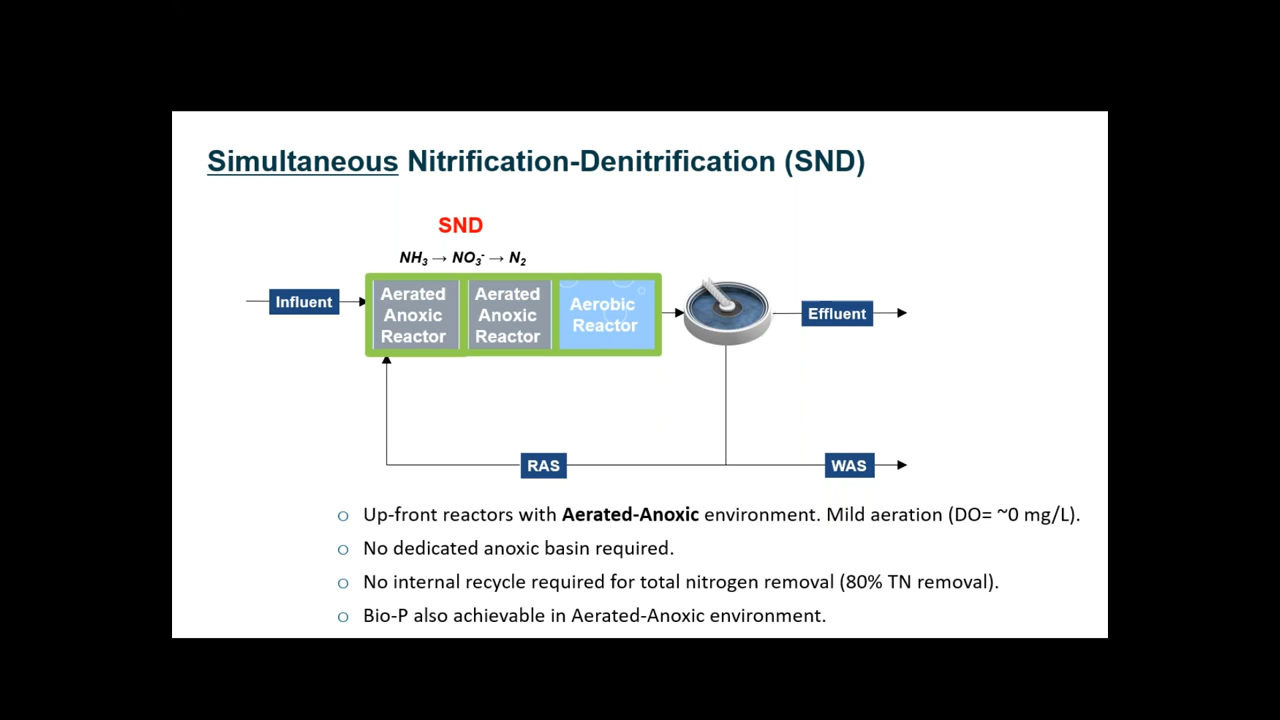 Simultaneous Nitrification-Denitrification (SND)
SND
NH₃ → NO₃⁻ → N₂
Influent
Aerated
Anoxic
Reactor
Aerated
Anoxic
Reactor
Aerobic
Reactor
Effluent
RAS
WAS
o Up-front reactors with Aerated-Anoxic environment. Mild aeration (DO= ~0 mg/L).
o No dedicated anoxic basin required.
o No internal recycle required for total nitrogen removal (80% TN removal).
o Bio-P also achievable in Aerated-Anoxic environment.